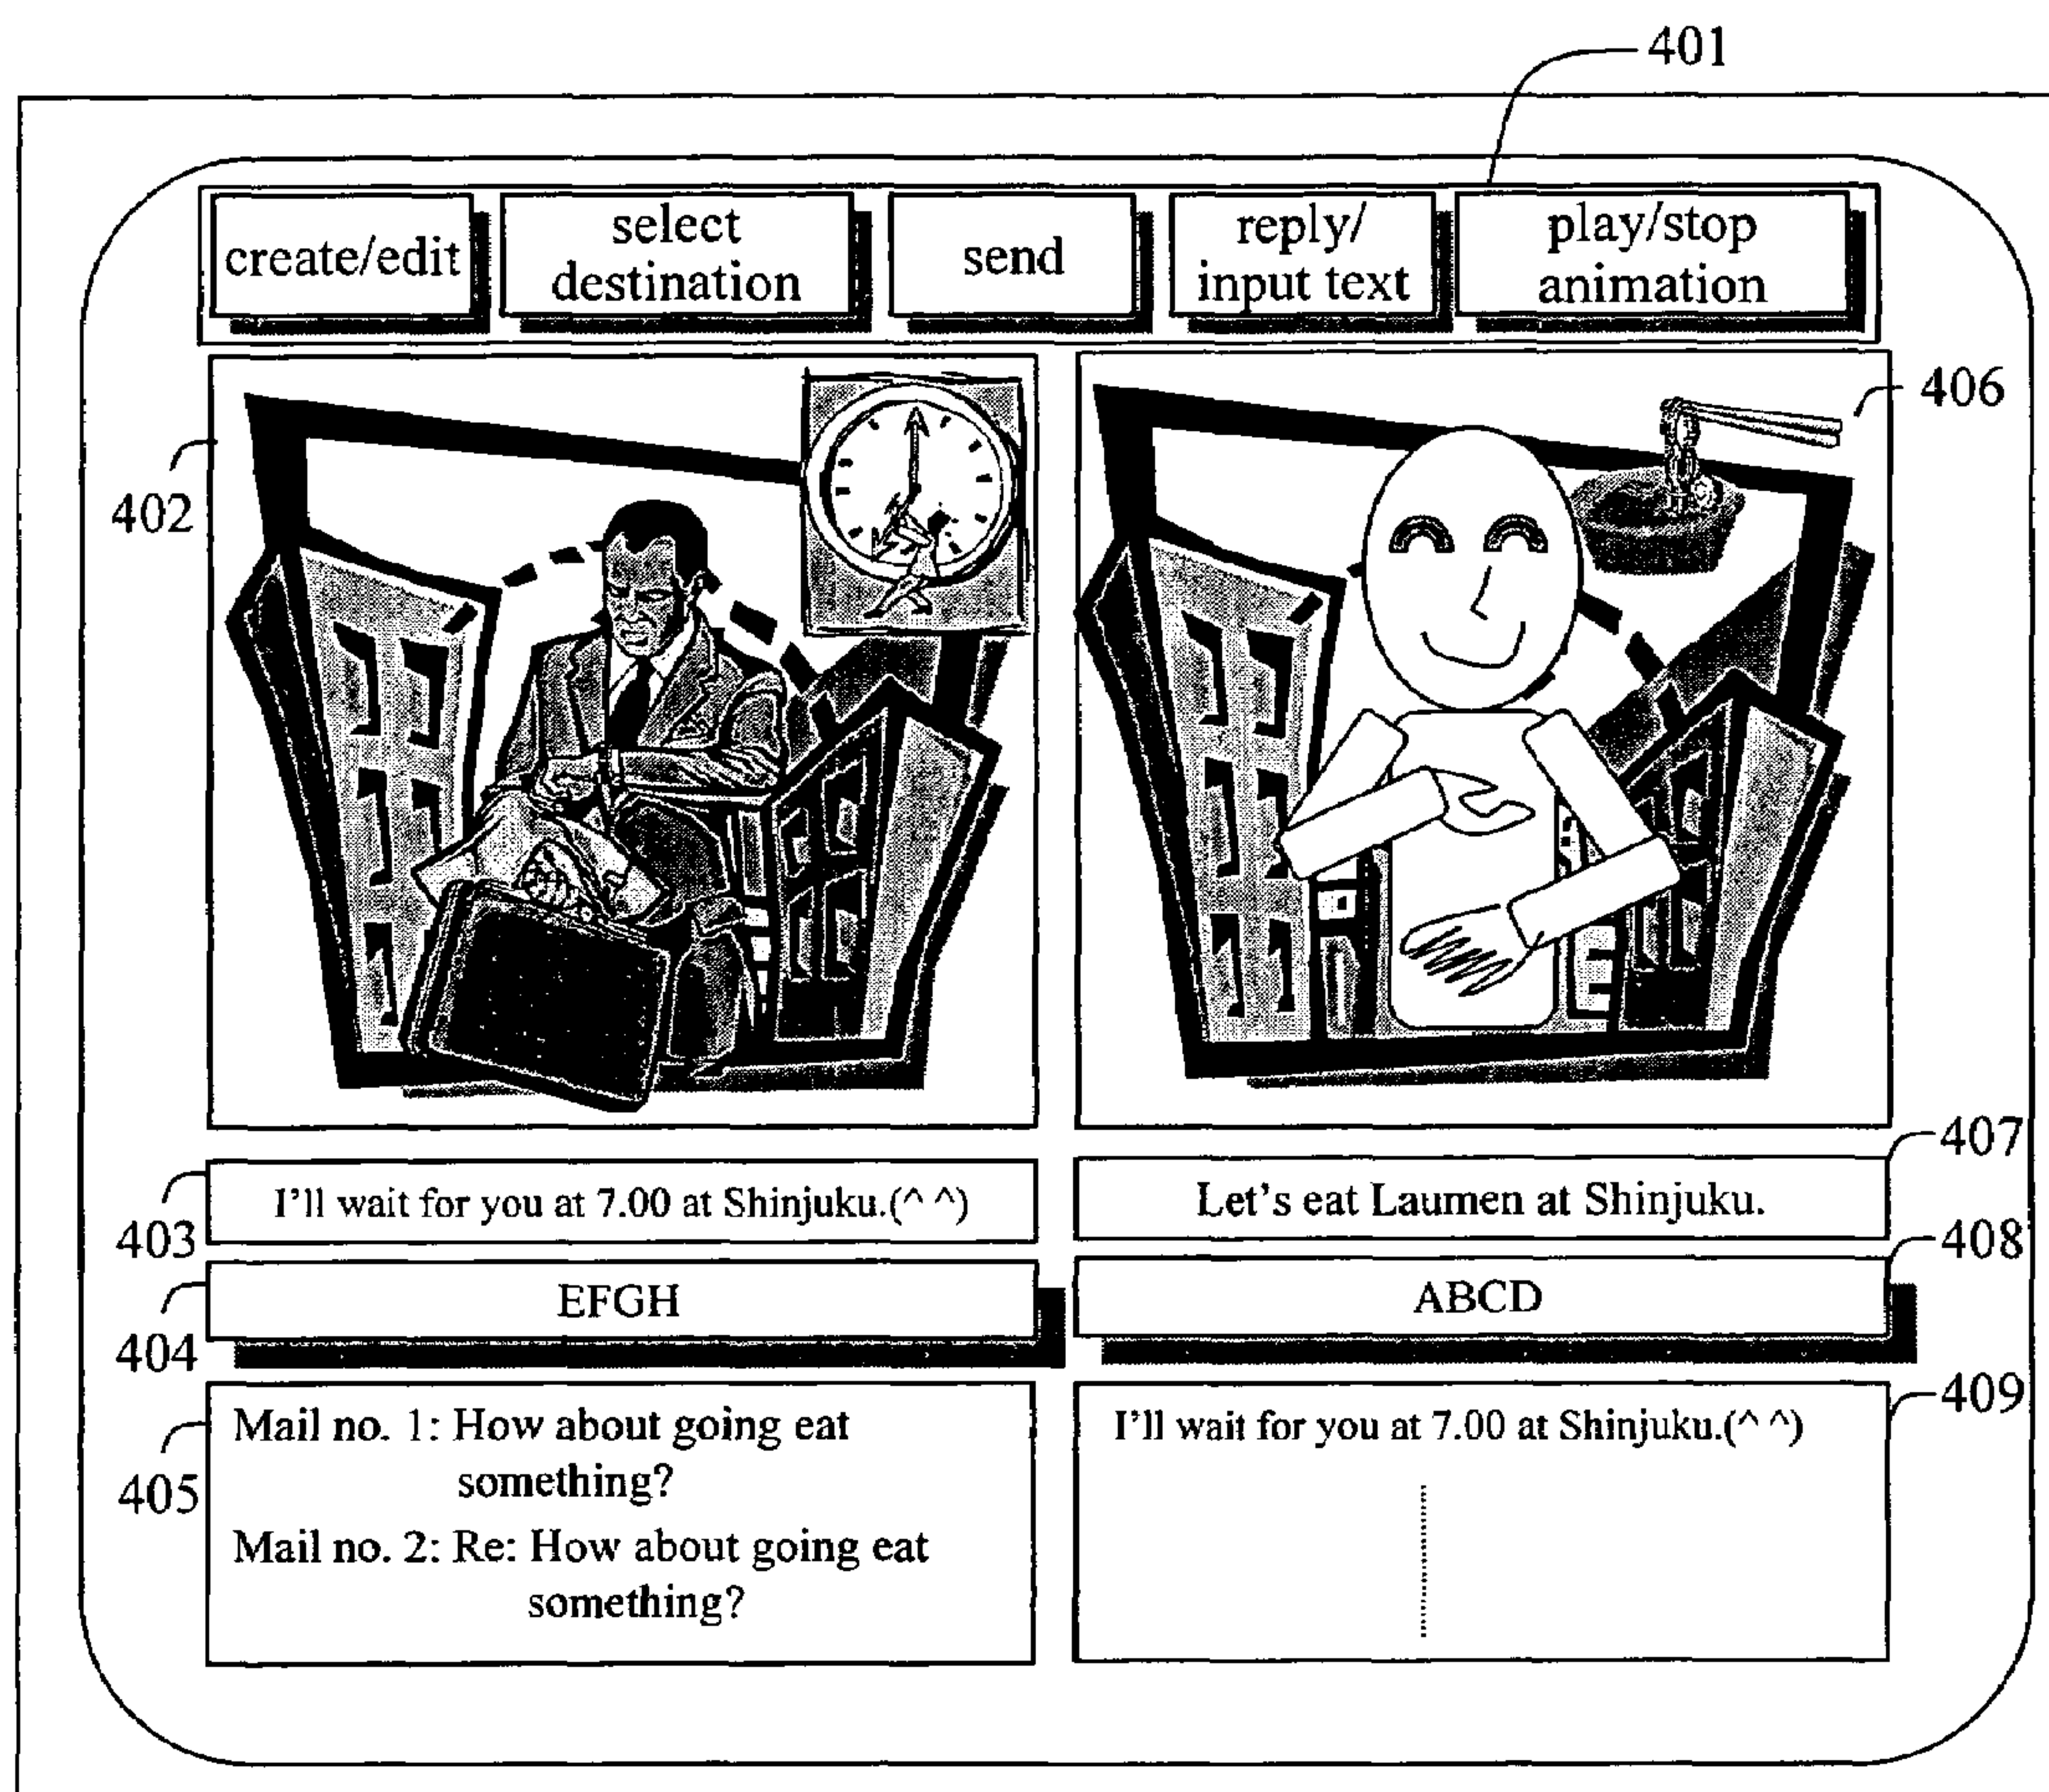 401
create/edit
select
destination
send
reply/
input text
play/stop
animation
402
406
403
I'll wait for you at 7.00 at Shinjuku.(^ ^)
407
Let's eat Laumen at Shinjuku.
404
EFGH
408
ABCD
405
Mail no. 1: How about going eat
something?
Mail no. 2: Re: How about going eat
something?
409
I'll wait for you at 7.00 at Shinjuku.(^ ^)